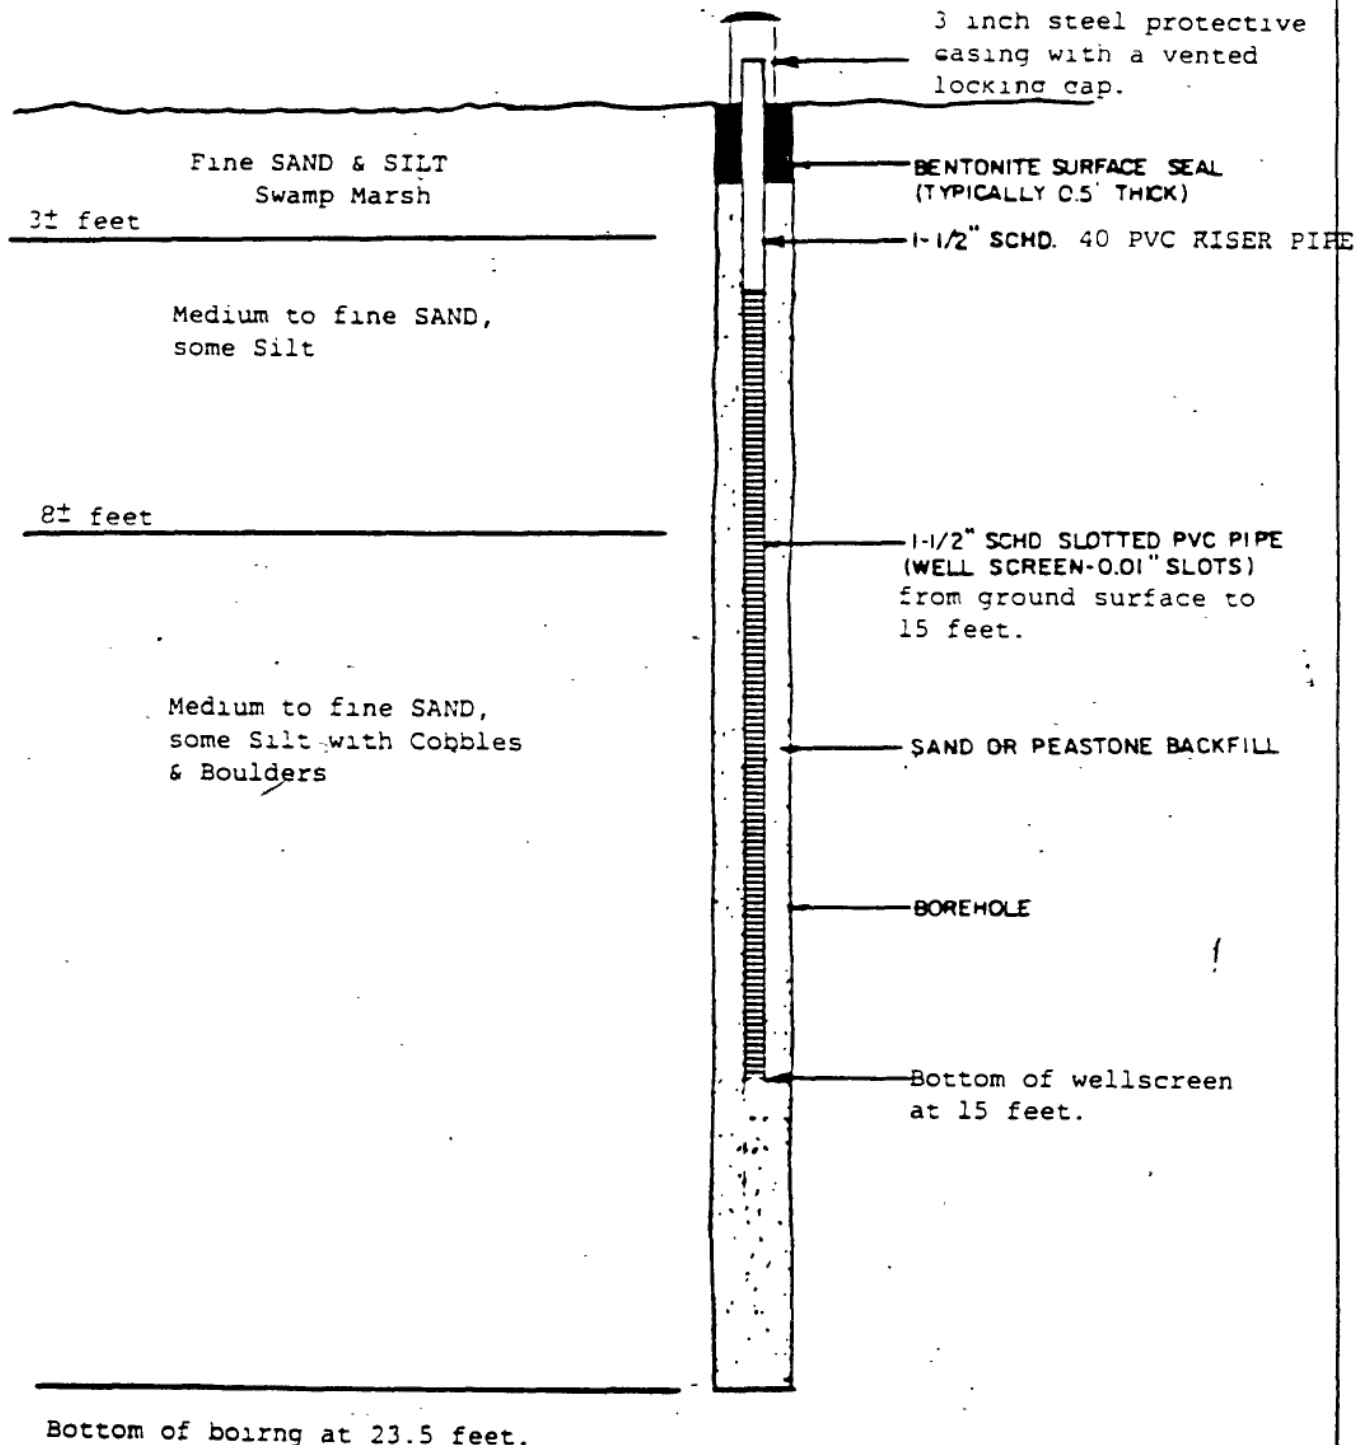 3 inch steel protective
casing with a vented
locking cap.
Fine SAND & SILT
Swamp Marsh
3± feet
BENTONITE SURFACE SEAL
(TYPICALLY 0.5' THICK)
1-1/2" SCHD. 40 PVC RISER PIPE
Medium to fine SAND,
some Silt
8± feet
1-1/2" SCHD SLOTTED PVC PIPE
(WELL SCREEN-0.01" SLOTS)
from ground surface to
15 feet.
Medium to fine SAND,
some Silt with Cobbles
& Boulders
SAND OR PEASTONE BACKFILL
BOREHOLE
Bottom of wellscreen
at 15 feet.
Bottom of boirng at 23.5 feet.